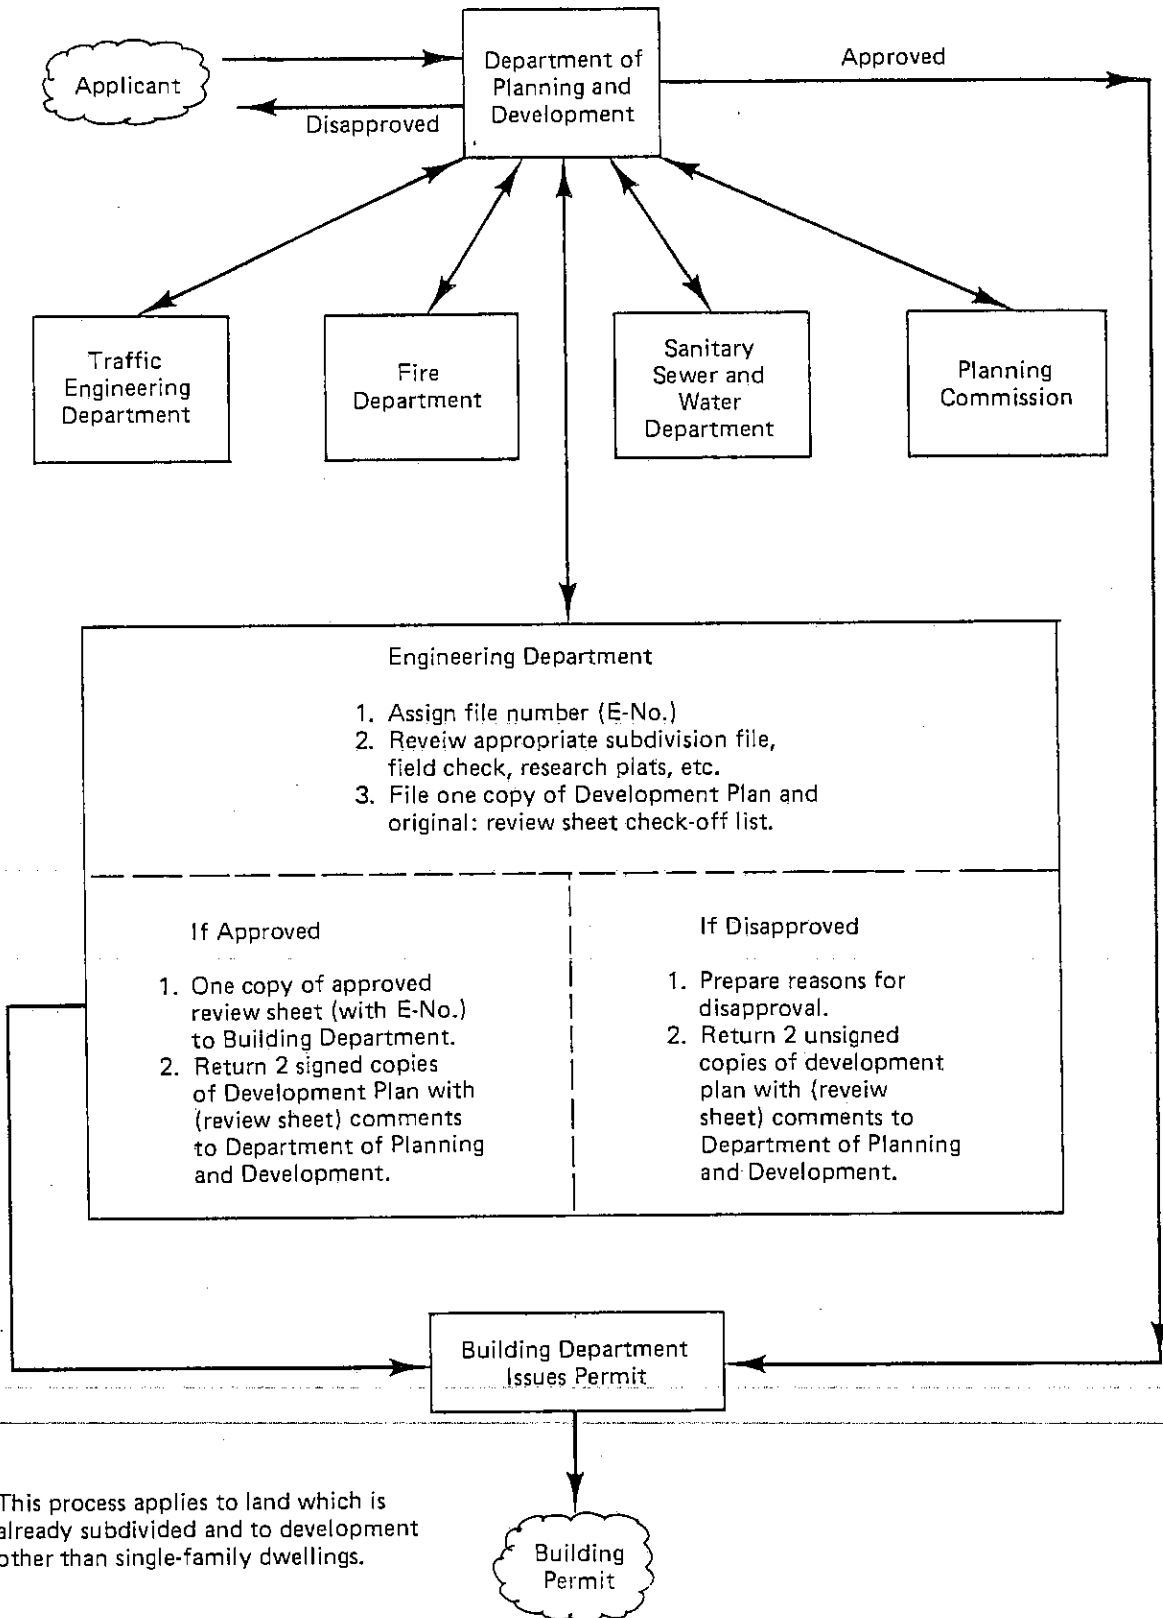 Applicant
Department of
Planning and
Development
Approved
Disapproved
Traffic
Engineering
Department
Fire
Department
Sanitary
Sewer and
Water
Department
Planning
Commission
Engineering Department
1. Assign file number (E-No.)
2. Reveiw appropriate subdivision file,
field check, research plats, etc.
3. File one copy of Development Plan and
original: review sheet check-off list.
If Approved
1. One copy of approved
review sheet (with E-No.)
to Building Department.
2. Return 2 signed copies
of Development Plan with
(review sheet) comments
to Department of Planning
and Development.
If Disapproved
1. Prepare reasons for
disapproval.
2. Return 2 unsigned
copies of development
plan with (reveiw
sheet) comments to
Department of Planning
and Development.
Building Department
Issues Permit
This process applies to land which is
already subdivided and to development
other than single-family dwellings.
Building
Permit